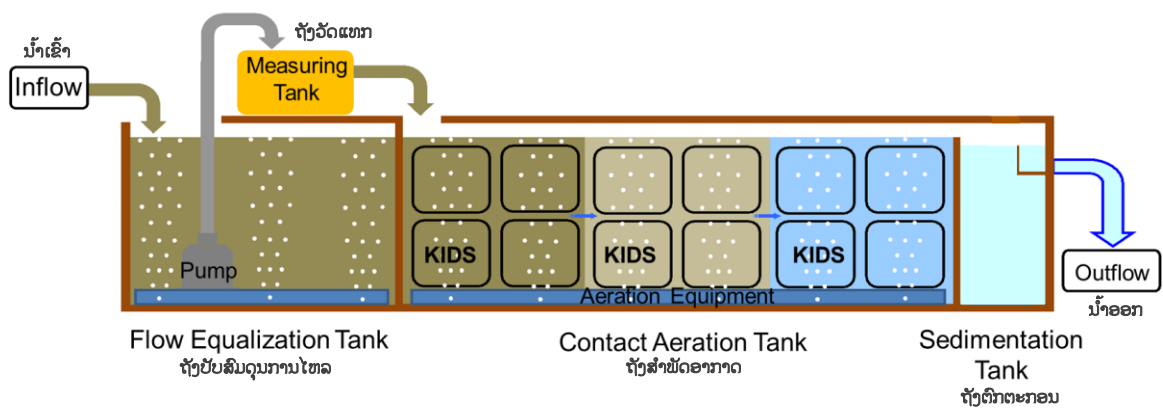 ນ້ຳເຂົ້າ
Inflow
ຖັງວັດແທກ
Measuring
Tank
Pump
KIDS
KIDS
KIDS
Aeration Equipment
Outflow
ນ້ຳອອກ
Flow Equalization Tank
ຖັງປັບສົມດຸນການໄຫລ
Contact Aeration Tank
ຖັງສຳພັດອາກາດ
Sedimentation
Tank
ຖັງຕົກຕະກອນ